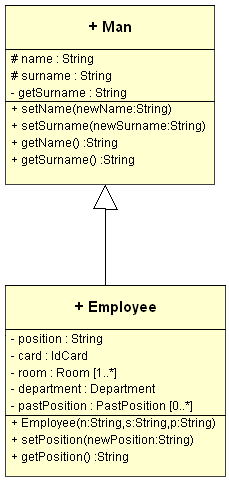 + Man
# name : String
# surname : String
- getSurname : String
+ setName(newName:String)
+ setSurname(newSurname:String)
+ getName() :String
+ getSurname() :String
+ Employee
- position : String
- card : IdCard
- room : Room [1..*]
- department : Department
- pastPosition : PastPosition [0..*]
+ Employee(n:String,s:String,p:String)
+ setPosition(newPosition:String)
+ getPosition() :String